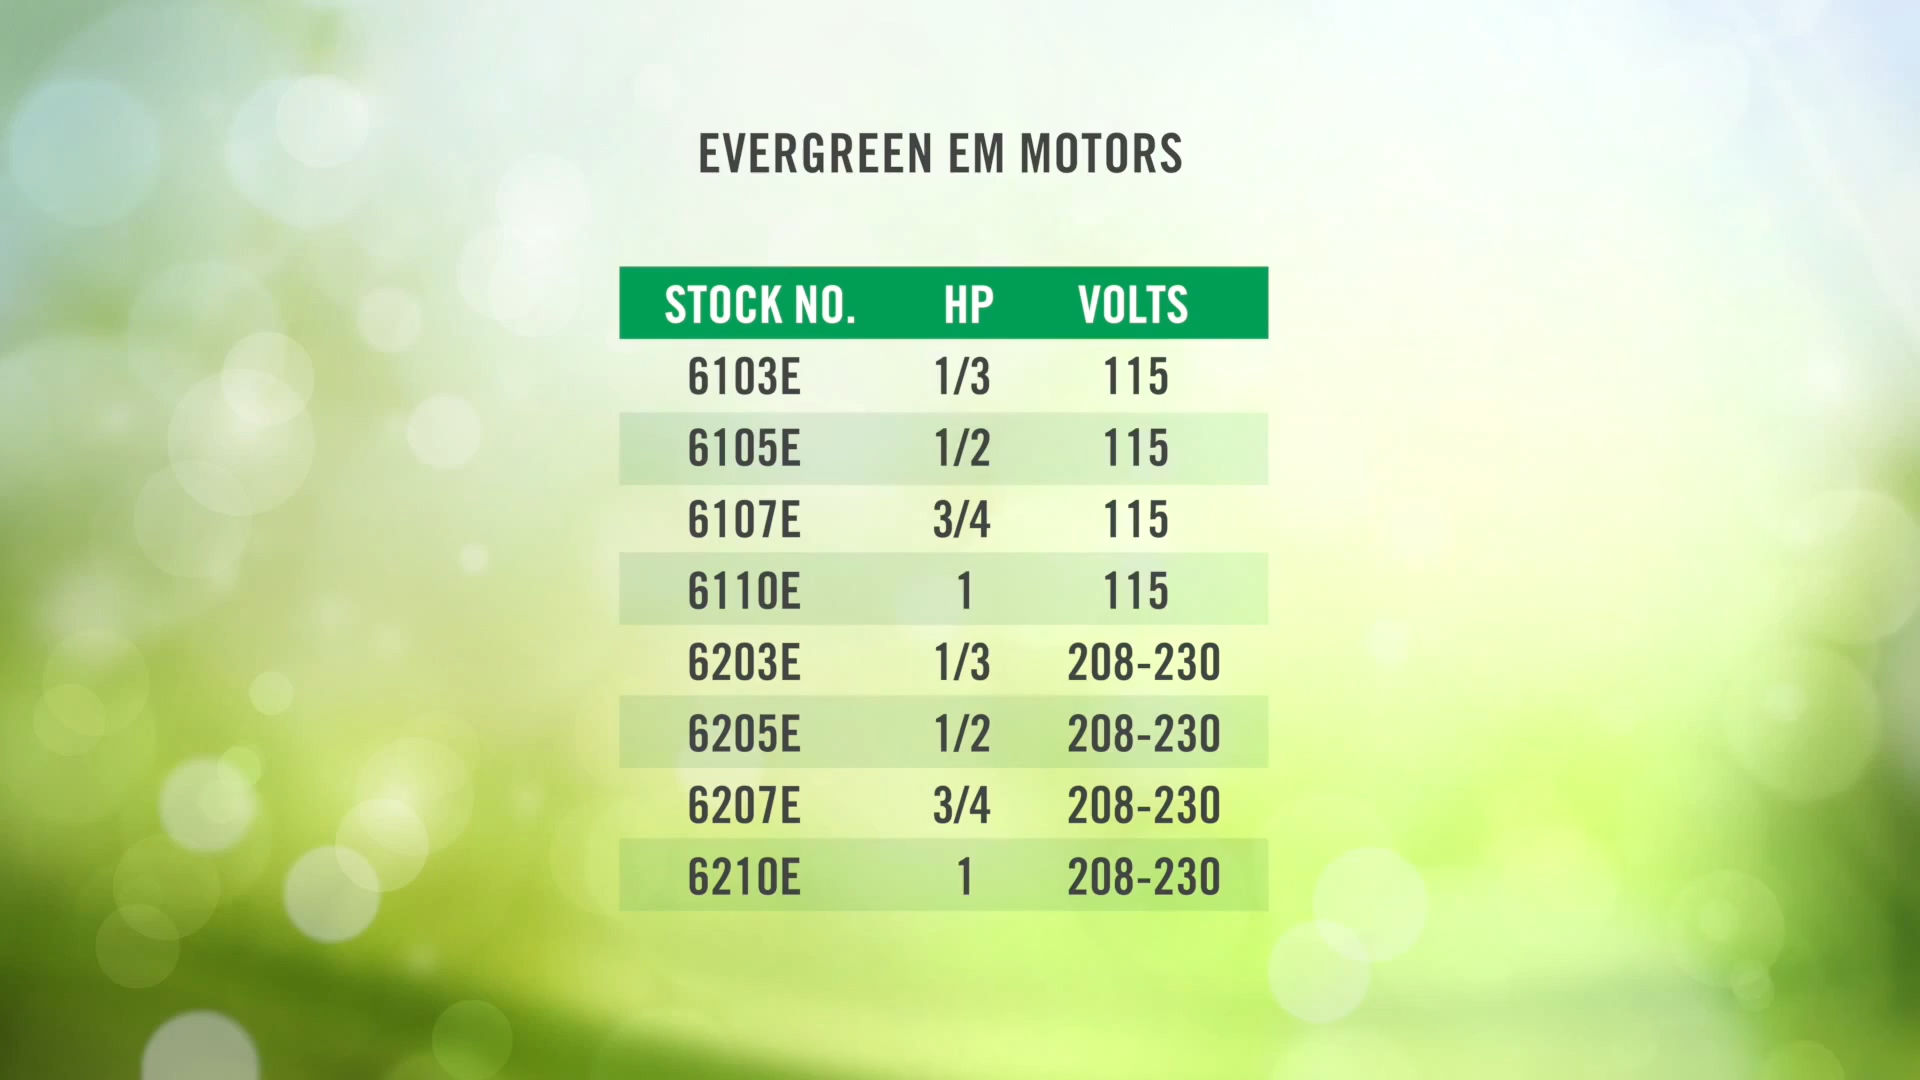 EVERGREEN EM MOTORS
STOCK NO. HP VOLTS
6103E 1/3 115
6105E 1/2 115
6107E 3/4 115
6110E 1 115
6203E 1/3 208-230
6205E 1/2 208-230
6207E 3/4 208-230
6210E 1 208-230